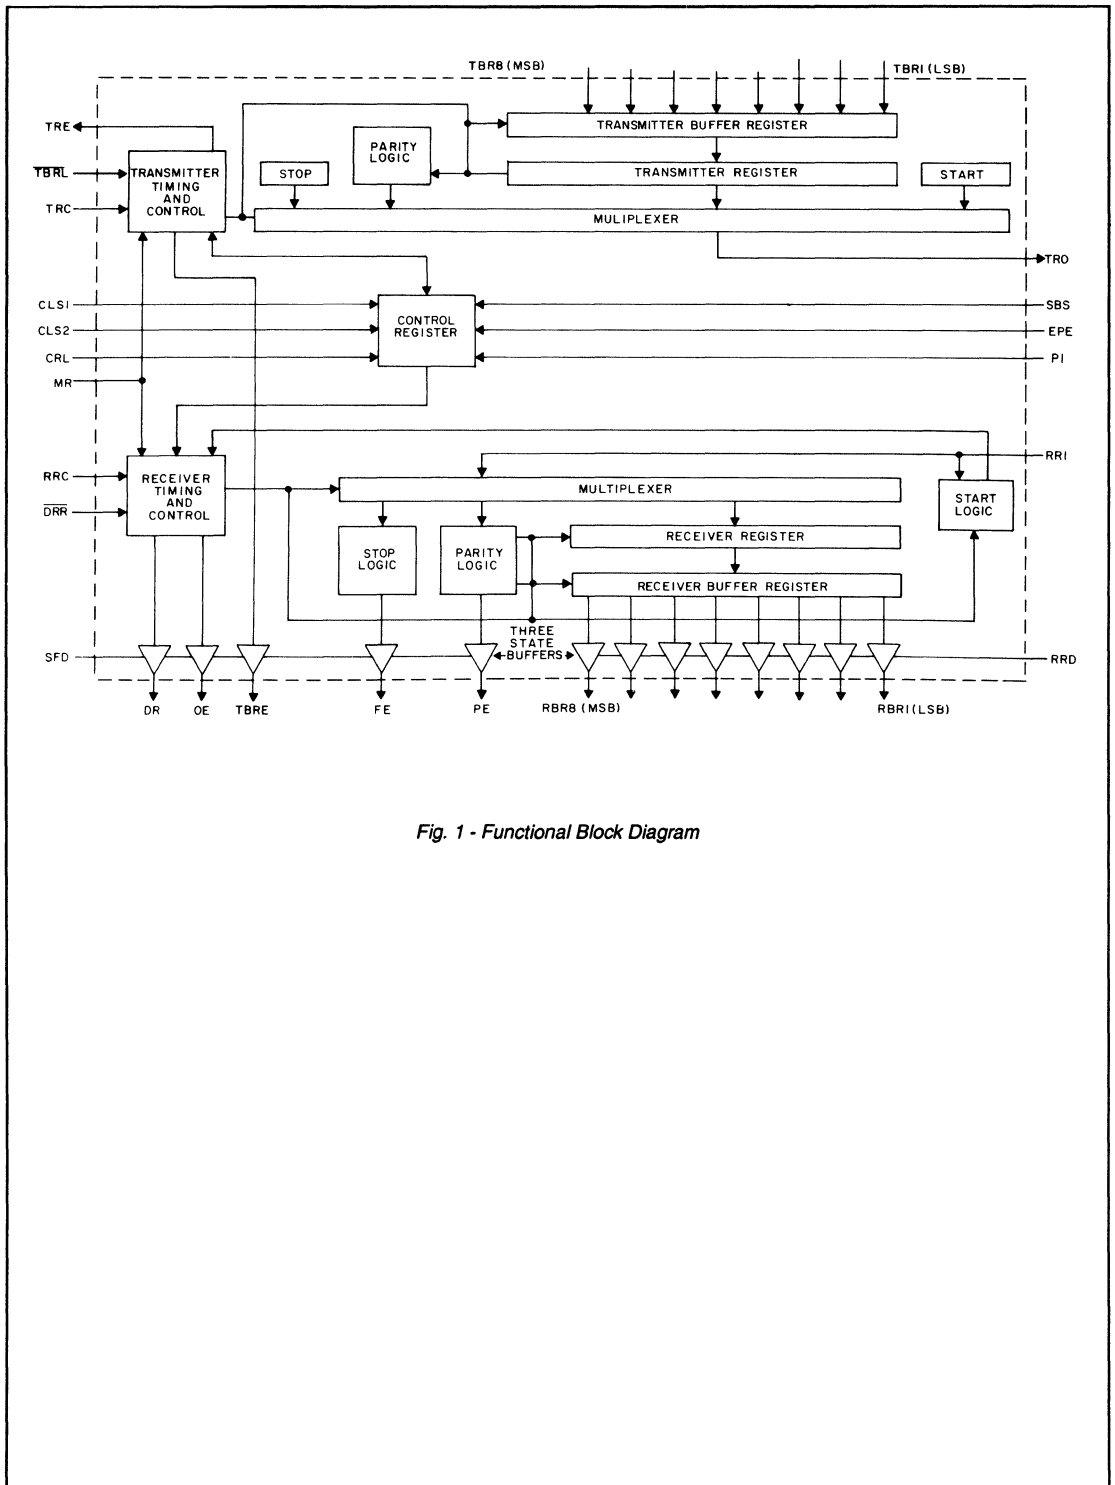 TBR8 (MSB)
TBR1 (LSB)
TRE
TBRL
TRC
TRANSMITTER
TIMING
AND
CONTROL
STOP
PARITY
LOGIC
TRANSMITTER BUFFER REGISTER
TRANSMITTER REGISTER
START
MULIPLEXER
TRO
CLS1
CLS2
CRL
MR
CONTROL
REGISTER
SBS
EPE
PI
RRC
DRR
RECEIVER
TIMING
AND
CONTROL
MULTIPLEXER
RRI
START
LOGIC
STOP
LOGIC
PARITY
LOGIC
RECEIVER REGISTER
RECEIVER BUFFER REGISTER
THREE
STATE
BUFFERS
SFD
RRD
DR
OE
TBRE
FE
PE
RBR8 (MSB)
RBR1 (LSB)
Fig. 1 - Functional Block Diagram